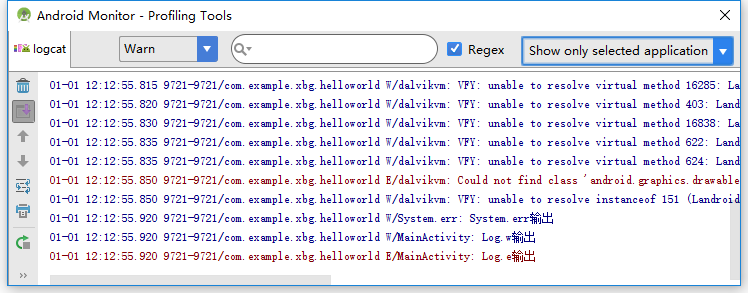 Android Monitor - Profiling Tools
logcat Warn Regex Show only selected application
01-01 12:12:55.815 9721-9721/com.example.xbg.helloworld W/dalvikvm: VFY: unable to resolve virtual method 16285: Land
01-01 12:12:55.820 9721-9721/com.example.xbg.helloworld W/dalvikvm: VFY: unable to resolve virtual method 403: Land
01-01 12:12:55.830 9721-9721/com.example.xbg.helloworld W/dalvikvm: VFY: unable to resolve virtual method 16838: Lan
01-01 12:12:55.835 9721-9721/com.example.xbg.helloworld W/dalvikvm: VFY: unable to resolve virtual method 622: Land
01-01 12:12:55.835 9721-9721/com.example.xbg.helloworld W/dalvikvm: VFY: unable to resolve virtual method 624: Land
01-01 12:12:55.850 9721-9721/com.example.xbg.helloworld E/dalvikvm: Could not find class 'android.graphics.drawable
01-01 12:12:55.850 9721-9721/com.example.xbg.helloworld W/dalvikvm: VFY: unable to resolve instanceof 151 (Landroid
01-01 12:12:55.920 9721-9721/com.example.xbg.helloworld W/System.err: System.err输出
01-01 12:12:55.920 9721-9721/com.example.xbg.helloworld W/MainActivity: Log.w输出
01-01 12:12:55.920 9721-9721/com.example.xbg.helloworld E/MainActivity: Log.e输出